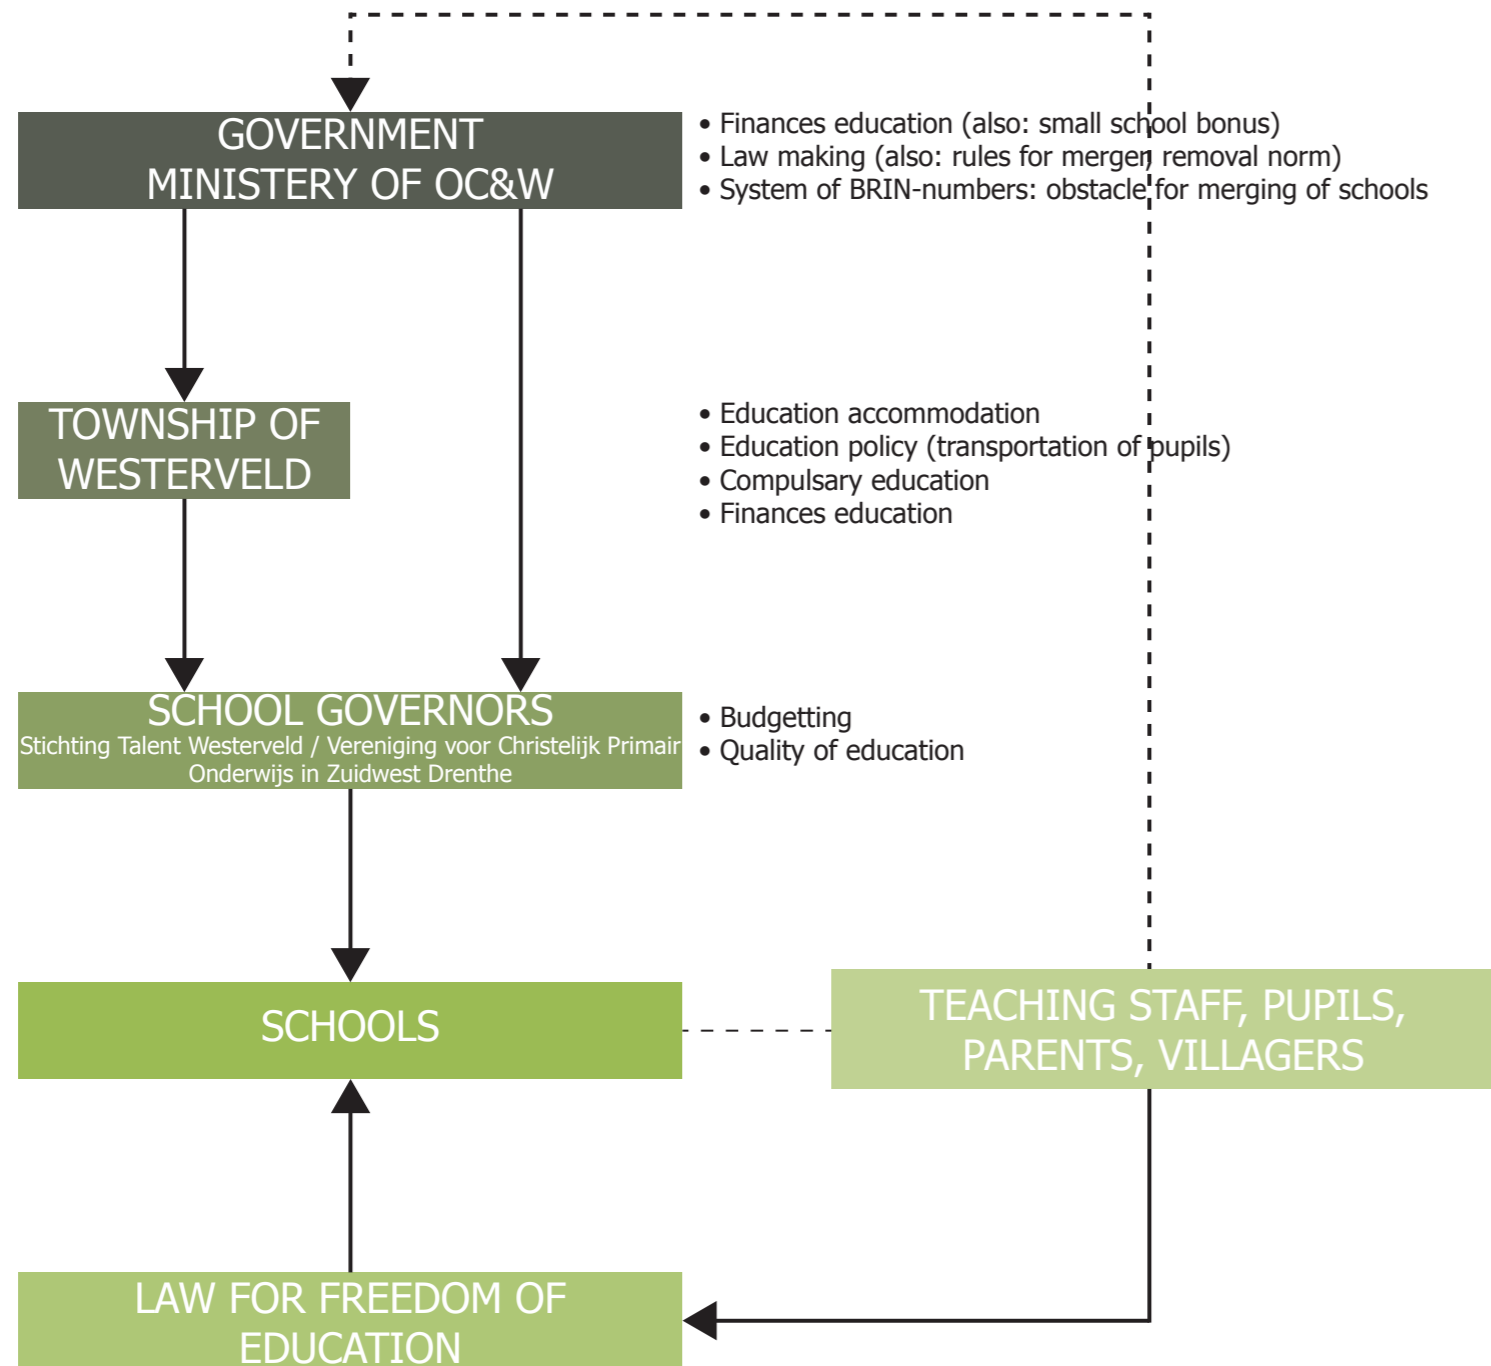 GOVERNMENT
MINISTERY OF OC&W
• Finances education (also: small school bonus)
• Law making (also: rules for merger, removal norm)
• System of BRIN-numbers: obstacle for merging of schools
TOWNSHIP OF
WESTERVELD
• Education accommodation
• Education policy (transportation of pupils)
• Compulsary education
• Finances education
SCHOOL GOVERNORS
Stichting Talent Westerveld / Vereniging voor Christelijk Primair
Onderwijs in Zuidwest Drenthe
• Budgetting
• Quality of education
SCHOOLS
TEACHING STAFF, PUPILS,
PARENTS, VILLAGERS
LAW FOR FREEDOM OF
EDUCATION